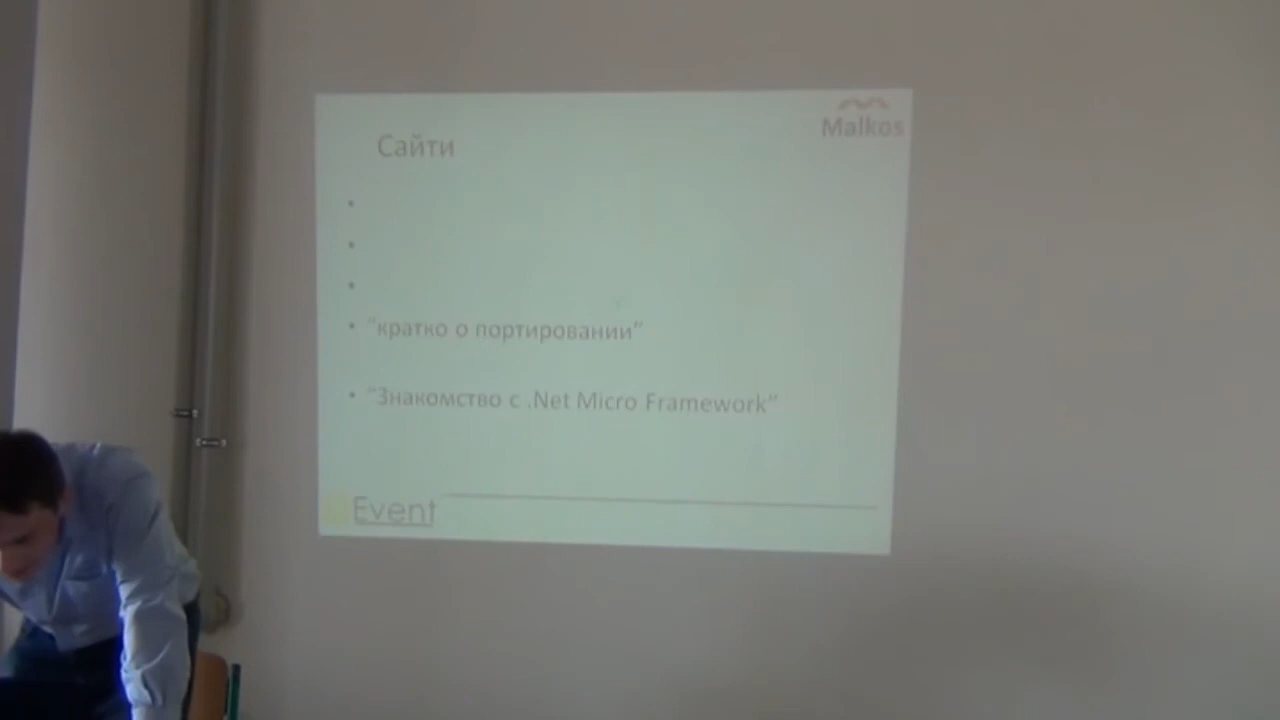 Malkos
Сайти
“кратко о портировании”
“Знакомство с .Net Micro Framework”
Event